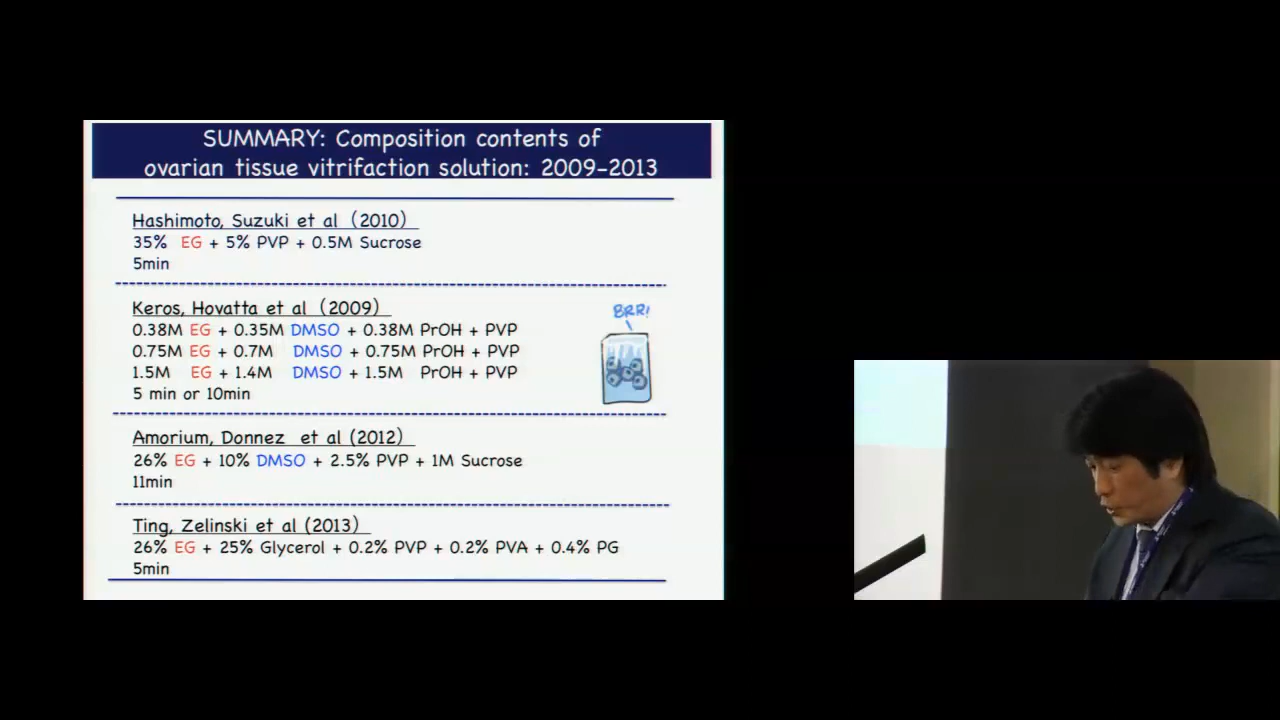 SUMMARY: Composition contents of
ovarian tissue vitrifaction solution: 2009-2013
Hashimoto, Suzuki et al (2010)
35% EG + 5% PVP + 0.5M Sucrose
5min
Keros, Hovatta et al (2009)
0.38M EG + 0.35M DMSO + 0.38M PrOH + PVP
0.75M EG + 0.7M DMSO + 0.75M PrOH + PVP
1.5M EG + 1.4M DMSO + 1.5M PrOH + PVP
5 min or 10min
BRR!
Amorium, Donnez et al (2012)
26% EG + 10% DMSO + 2.5% PVP + 1M Sucrose
11min
Ting, Zelinski et al (2013)
26% EG + 25% Glycerol + 0.2% PVP + 0.2% PVA + 0.4% PG
5min